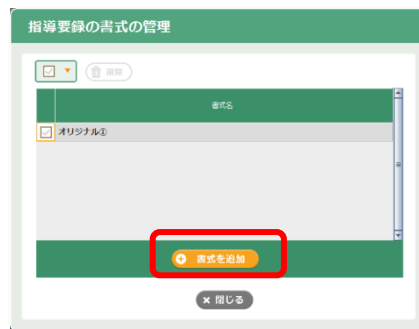 指導要録の書式の管理
削除
書式名
オリジナル①
書式を追加
閉じる